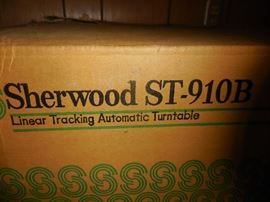 Sherwood ST-910B
Linear Tracking Automatic Turntable